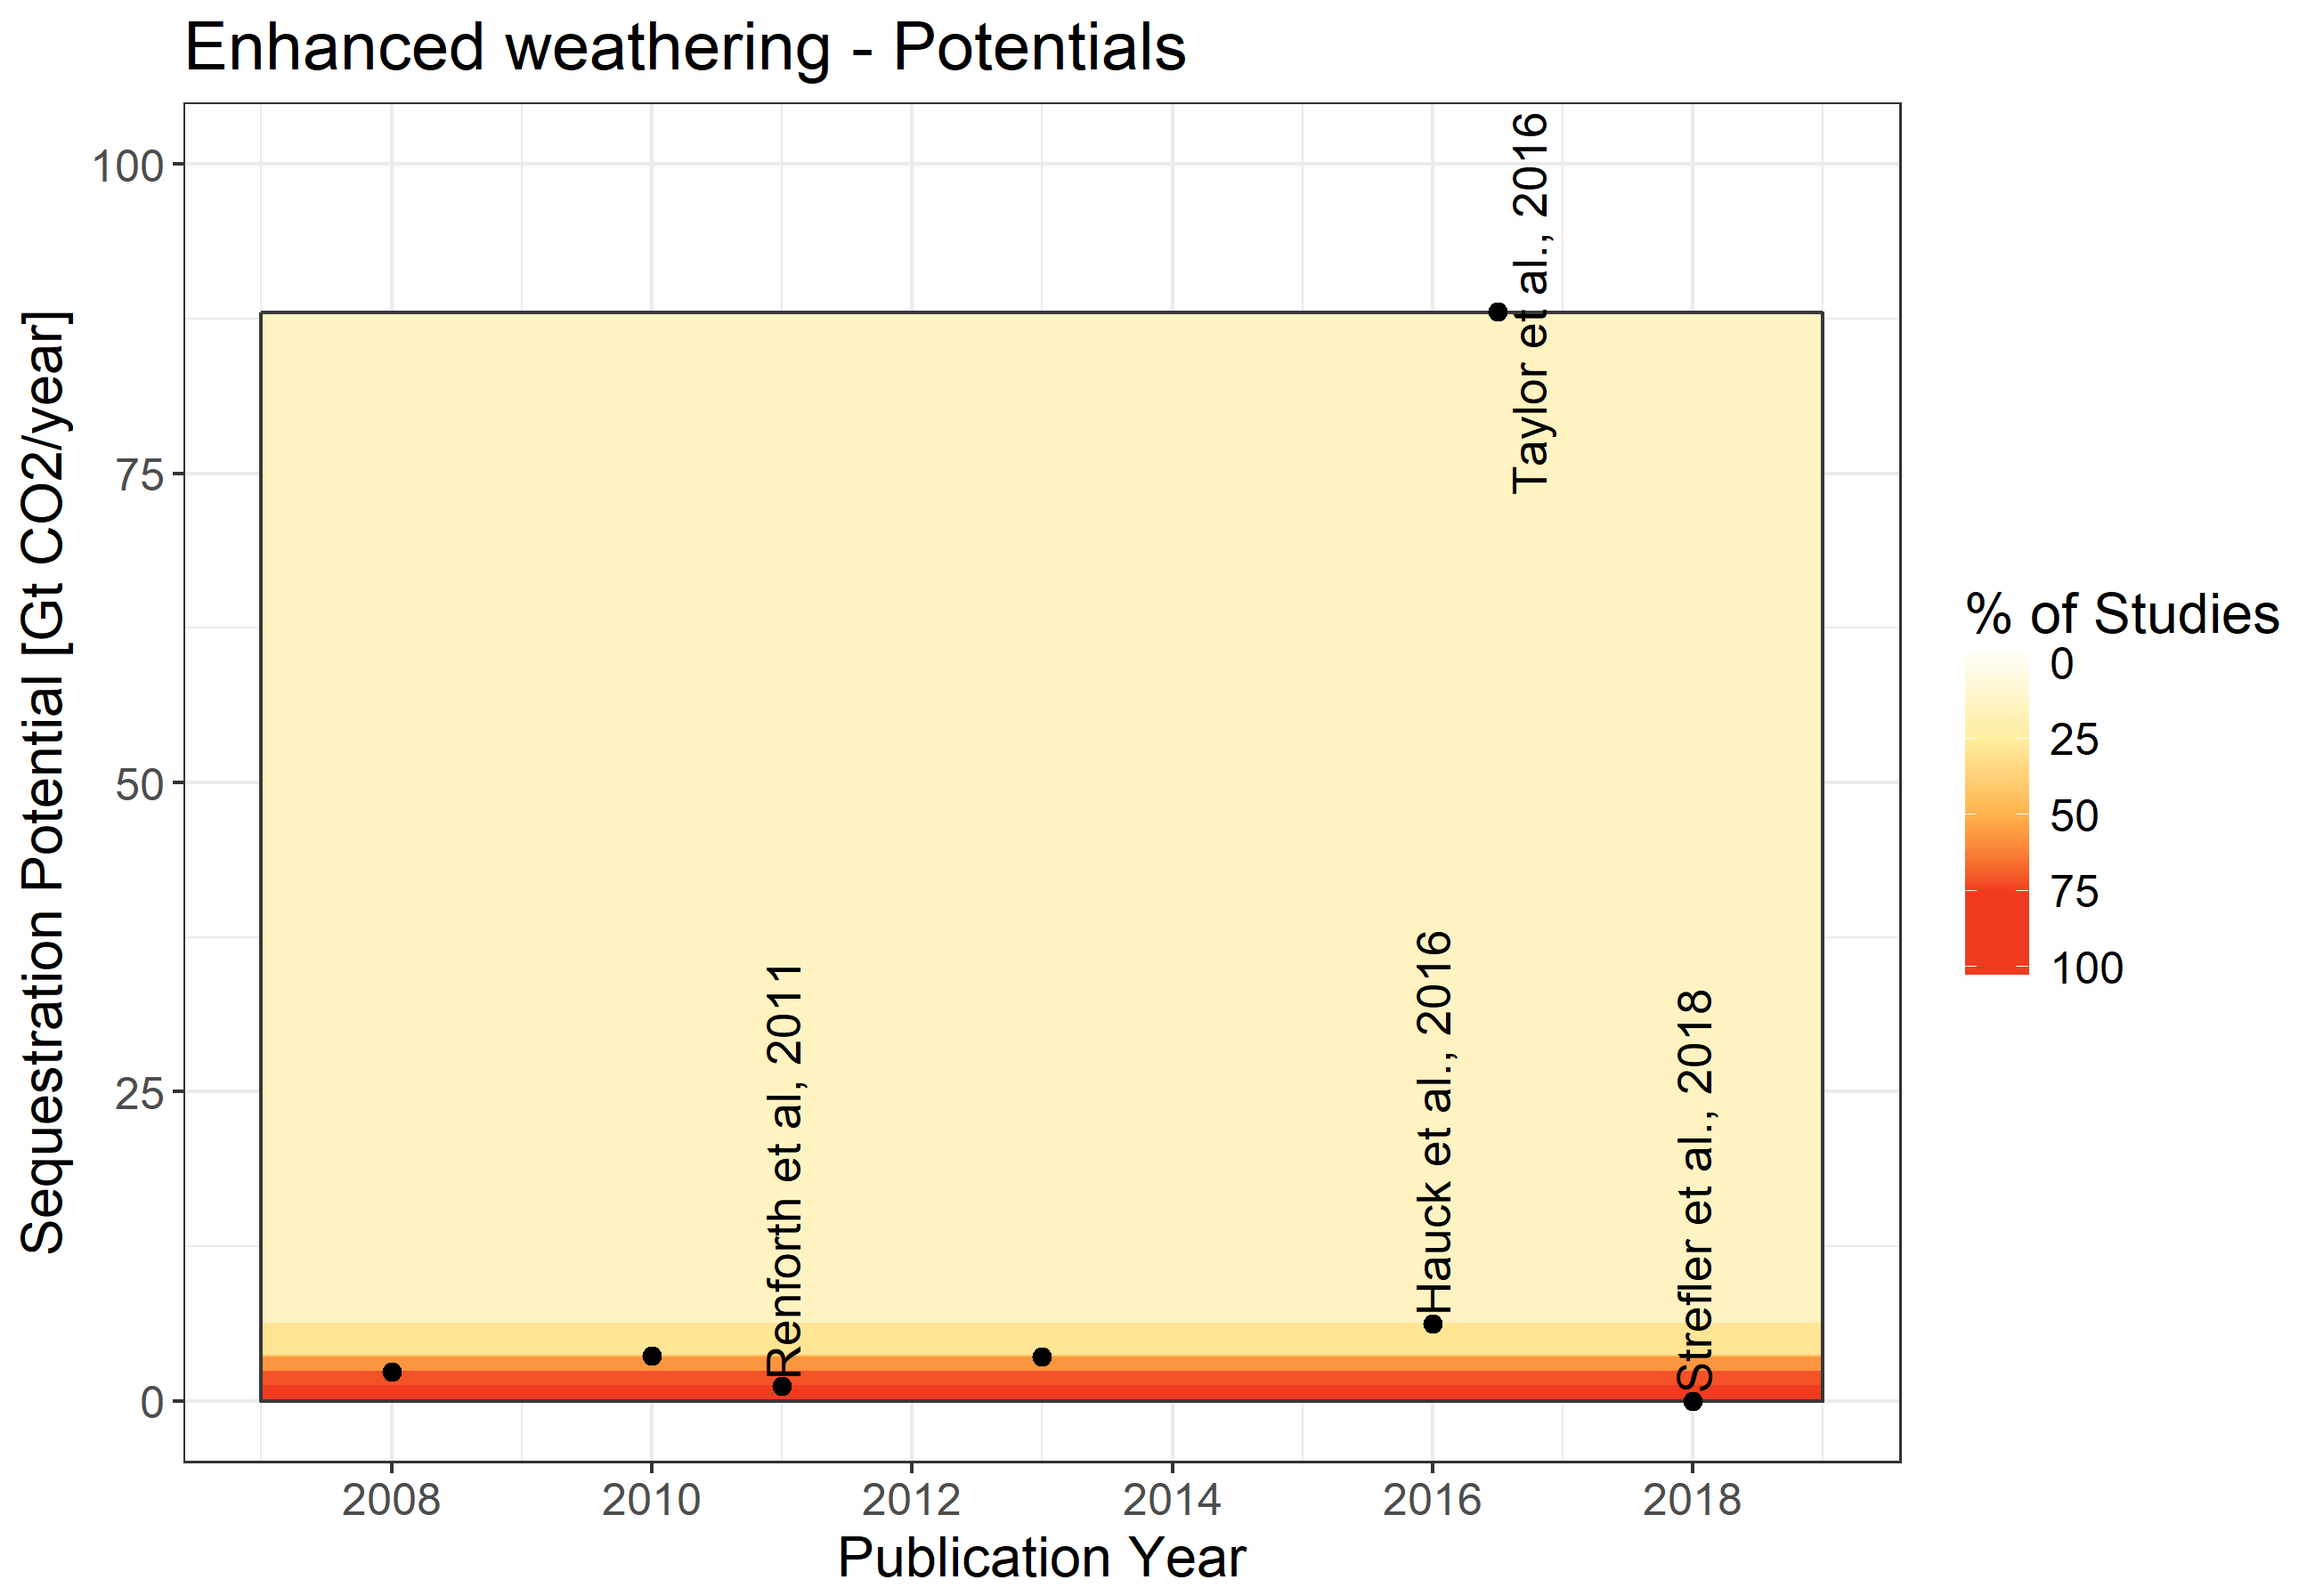 Enhanced weathering - Potentials
Sequestration Potential [Gt CO2/year]
100
75
50
25
0
Taylor et al., 2016
Renforth et al, 2011
Hauck et al., 2016
Strefler et al., 2018
2008
2010
2012
2014
2016
2018
Publication Year
% of Studies
0
25
50
75
100